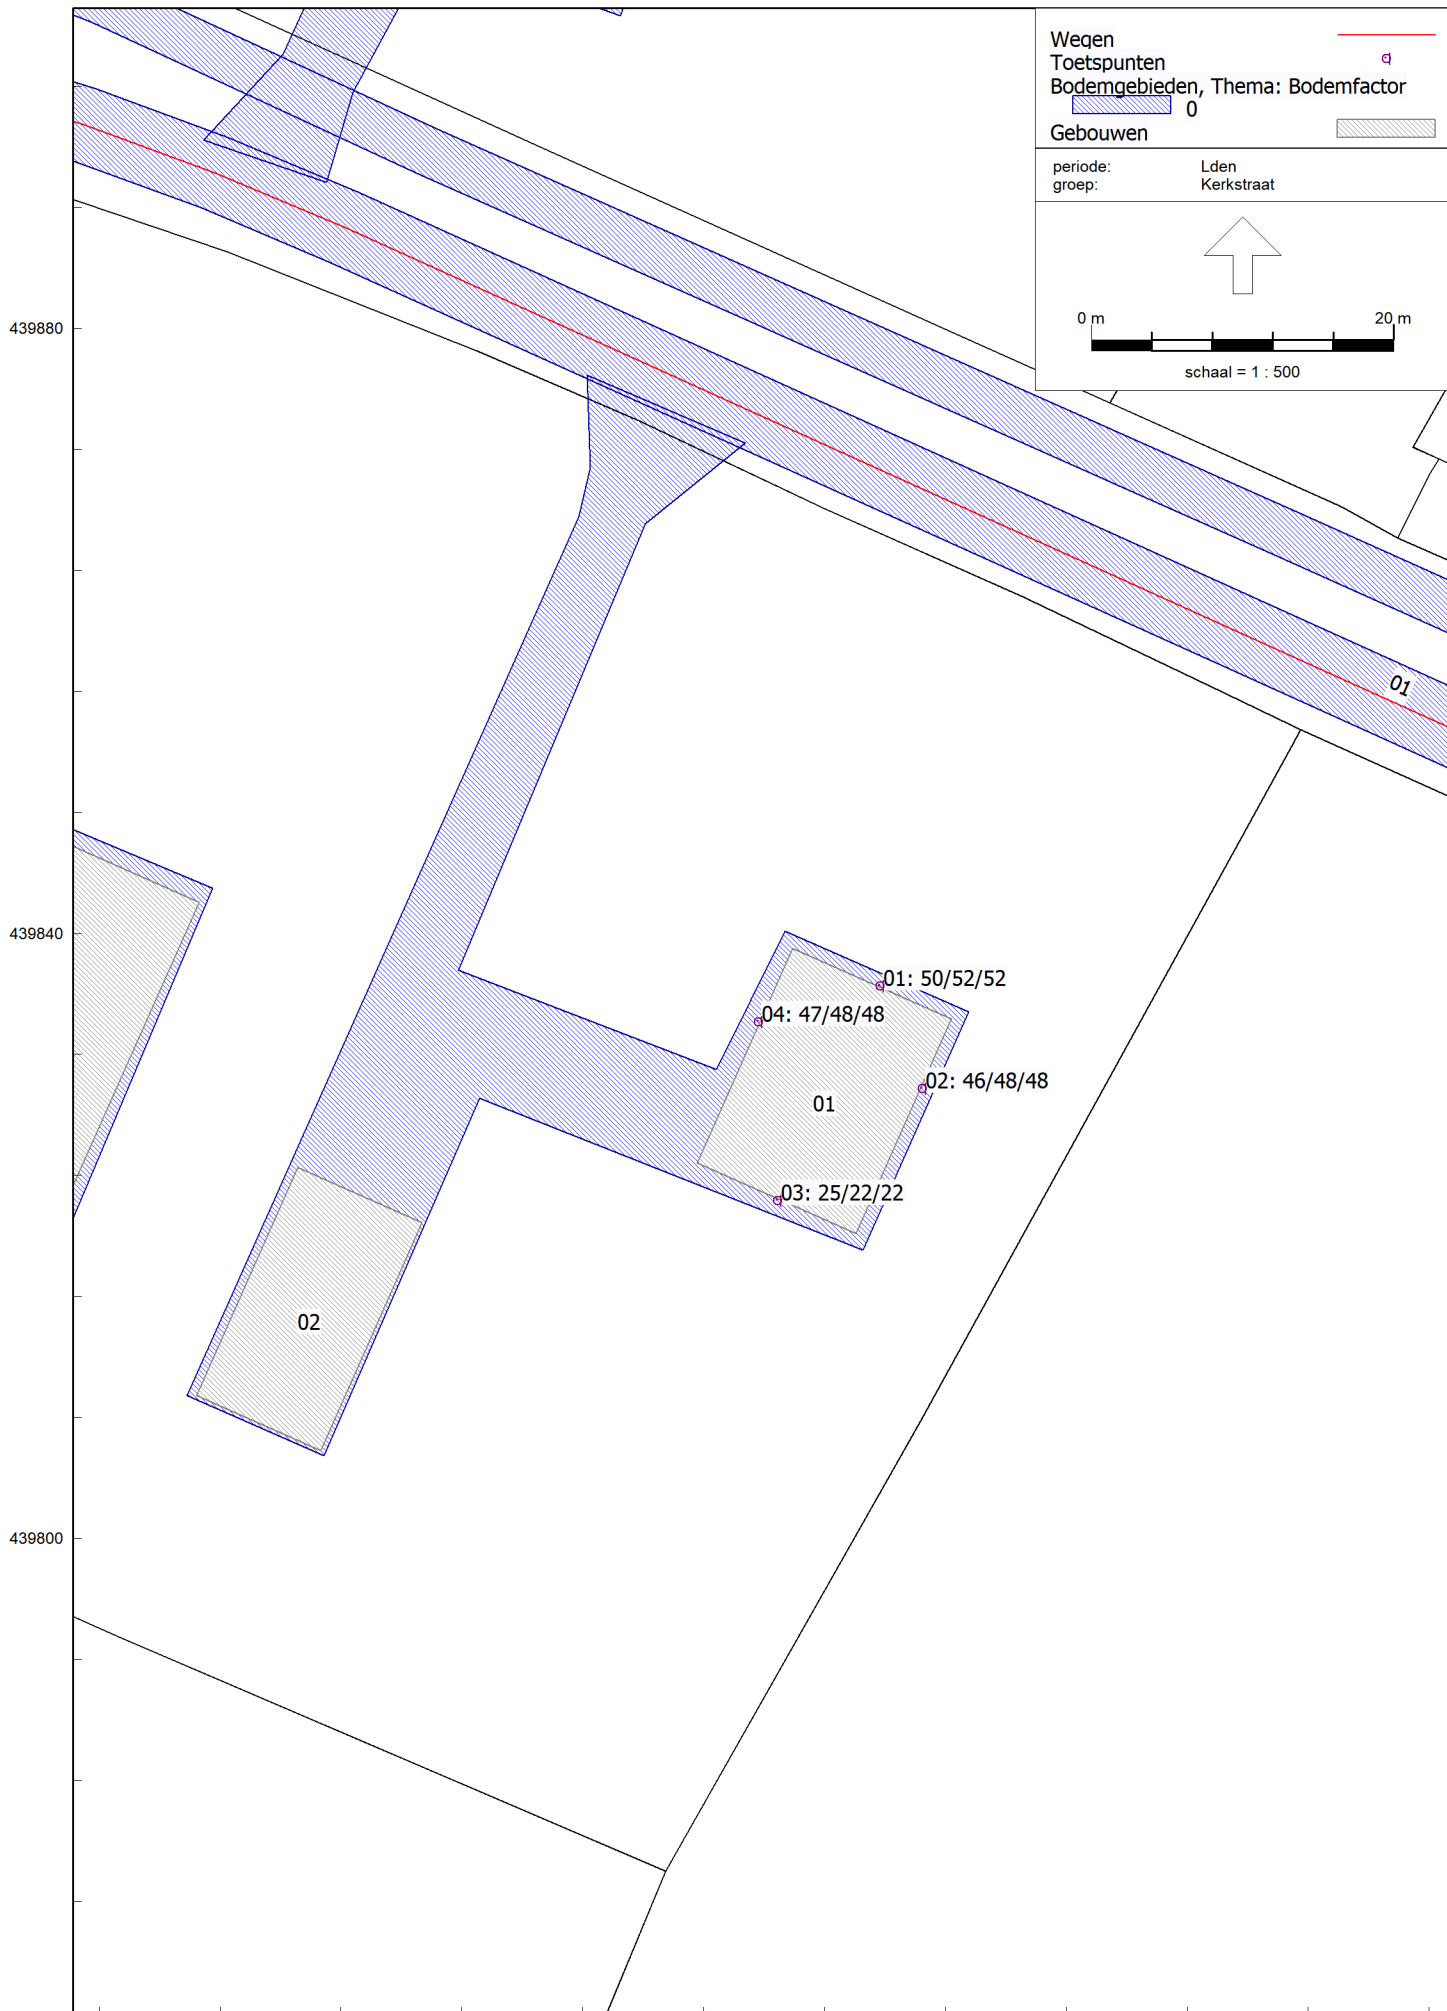 Wegen
Toetspunten
Bodemgebieden, Thema: Bodemfactor
0
Gebouwen
periode: Lden
groep: Kerkstraat
0 m 20 m
schaal = 1 : 500
439880
01
439840
01: 50/52/52
04: 47/48/48
02: 46/48/48
01
03: 25/22/22
02
439800